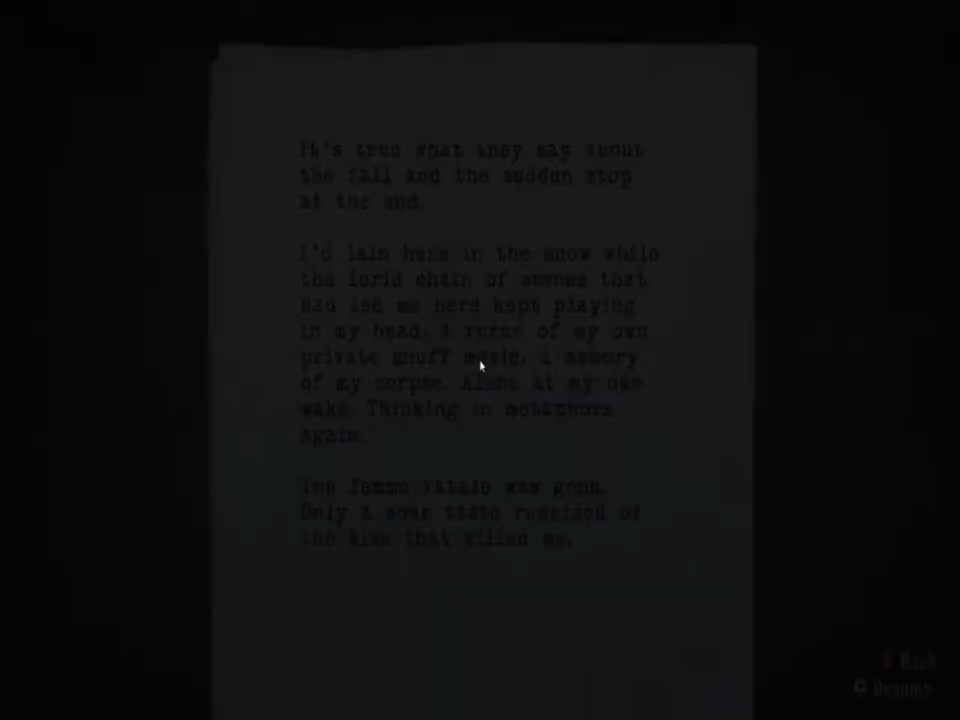 It's true what they say about
the fall and the sudden stop
at the end.
I'd lain here in the snow while
the lurid chain of scenes that
had led me here kept playing
in my head, a rerun of my own
private snuff movie, a memory
of my corpse. Alone at my own
wake. Thinking in metaphors
again.
The femme fatale was gone.
Only a sour taste remained of
the kiss that killed me.
Back
Resume